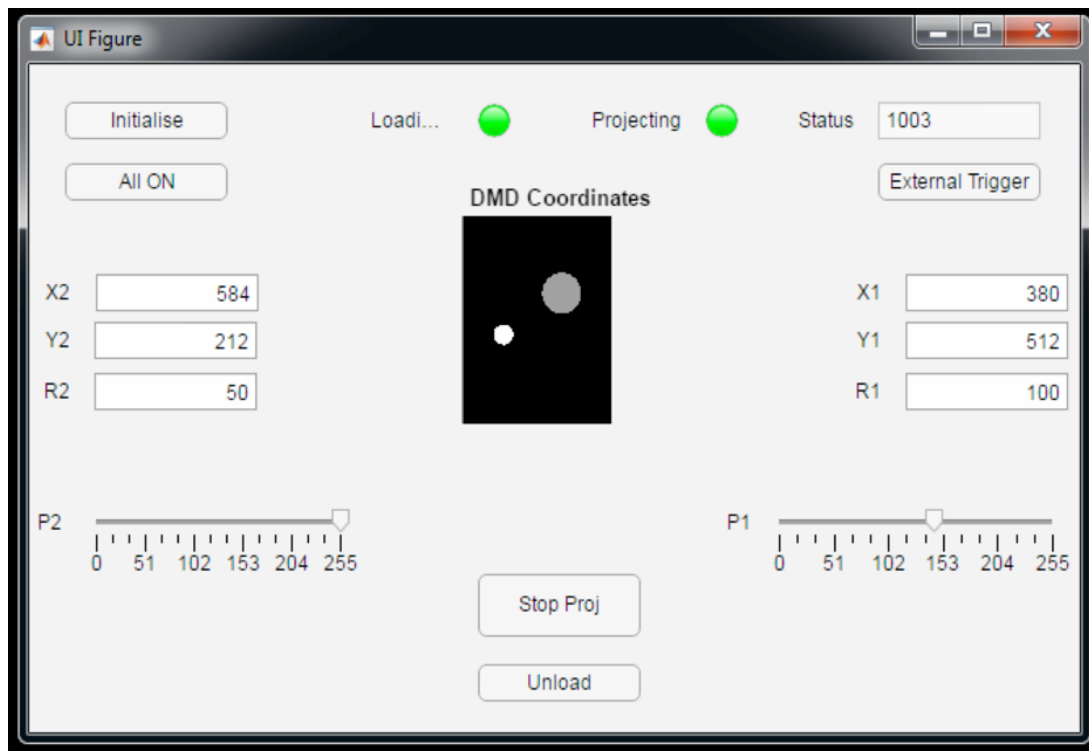 UI Figure
Initialise Loadi... Projecting Status 1003
All ON External Trigger
DMD Coordinates
X2 584 X1 380
Y2 212 Y1 512
R2 50 R1 100
P2 P1
0 51 102 153 204 255 0 51 102 153 204 255
Stop Proj
Unload